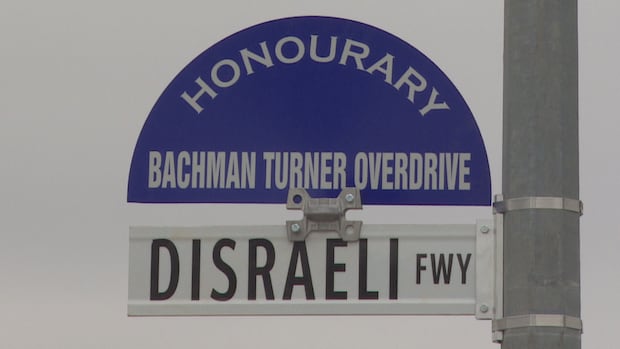 HONOURARY
BACHMAN TURNER OVERDRIVE
DISRAELI FWY